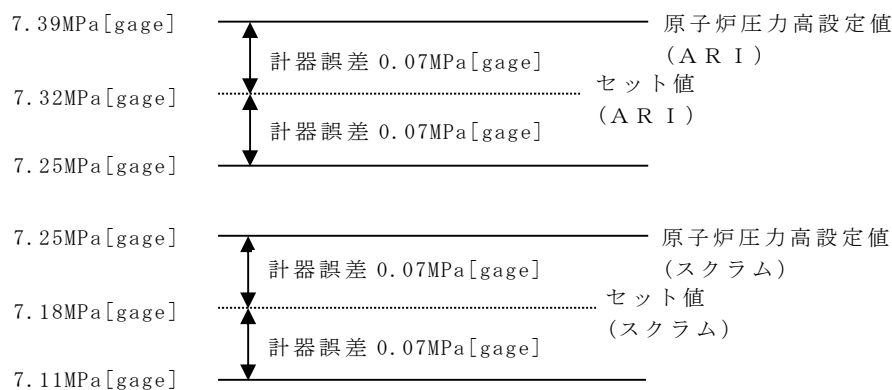 7.39MPa[gage]
原子炉圧力高設定値
(ARI)
計器誤差 0.07MPa[gage]
セット値
7.32MPa[gage]
(ARI)
計器誤差 0.07MPa[gage]
7.25MPa[gage]
7.25MPa[gage]
原子炉圧力高設定値
(スクラム)
計器誤差 0.07MPa[gage]
セット値
7.18MPa[gage]
(スクラム)
計器誤差 0.07MPa[gage]
7.11MPa[gage]